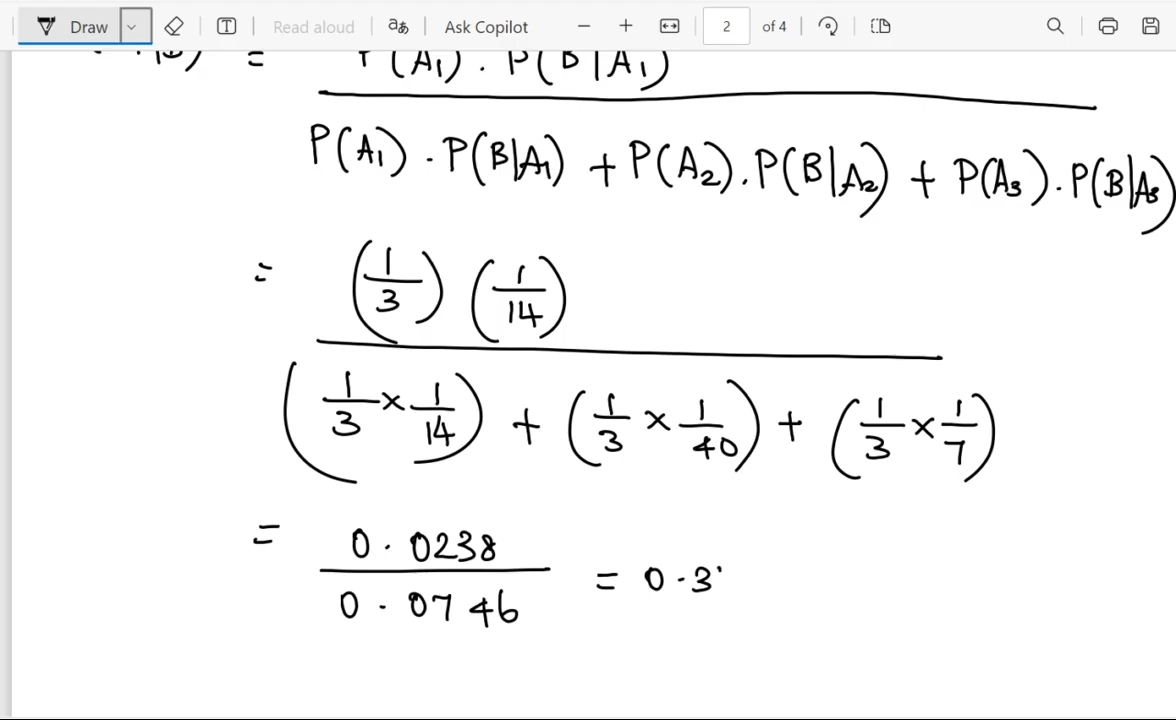 Draw Read aloud aあ Ask Copilot 2 of 4
= P(A₁) . P(B|A₁)
P(A₁) . P(B|A₁) + P(A₂) . P(B|A₂) + P(A₃) . P(B|A₃)
= (1/3) (1/14)
(1/3 × 1/14) + (1/3 × 1/40) + (1/3 × 1/7)
= 0.0238
0.0746 = 0.3